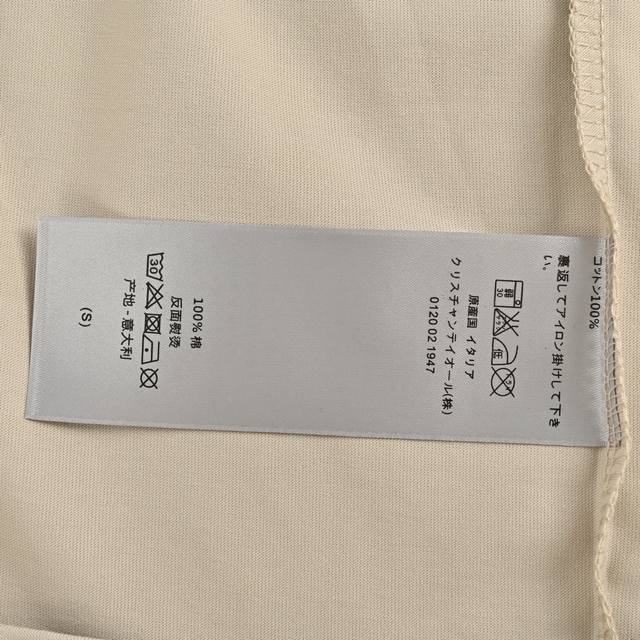 コットン100%
裏返してアイロン掛けして下さ
い。
原産国 イタリア
クリスチャンディオール(株)
0120 02 1947
100% 棉
反面熨烫
30
产地 - 意大利
(S)